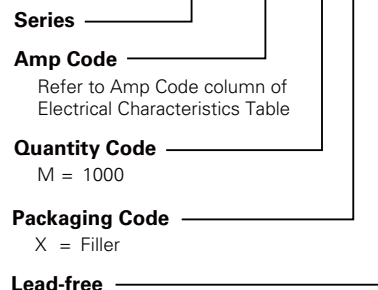 Series
Amp Code
Refer to Amp Code column of
Electrical Characteristics Table
Quantity Code
M = 1000
Packaging Code
X = Filler
Lead-free